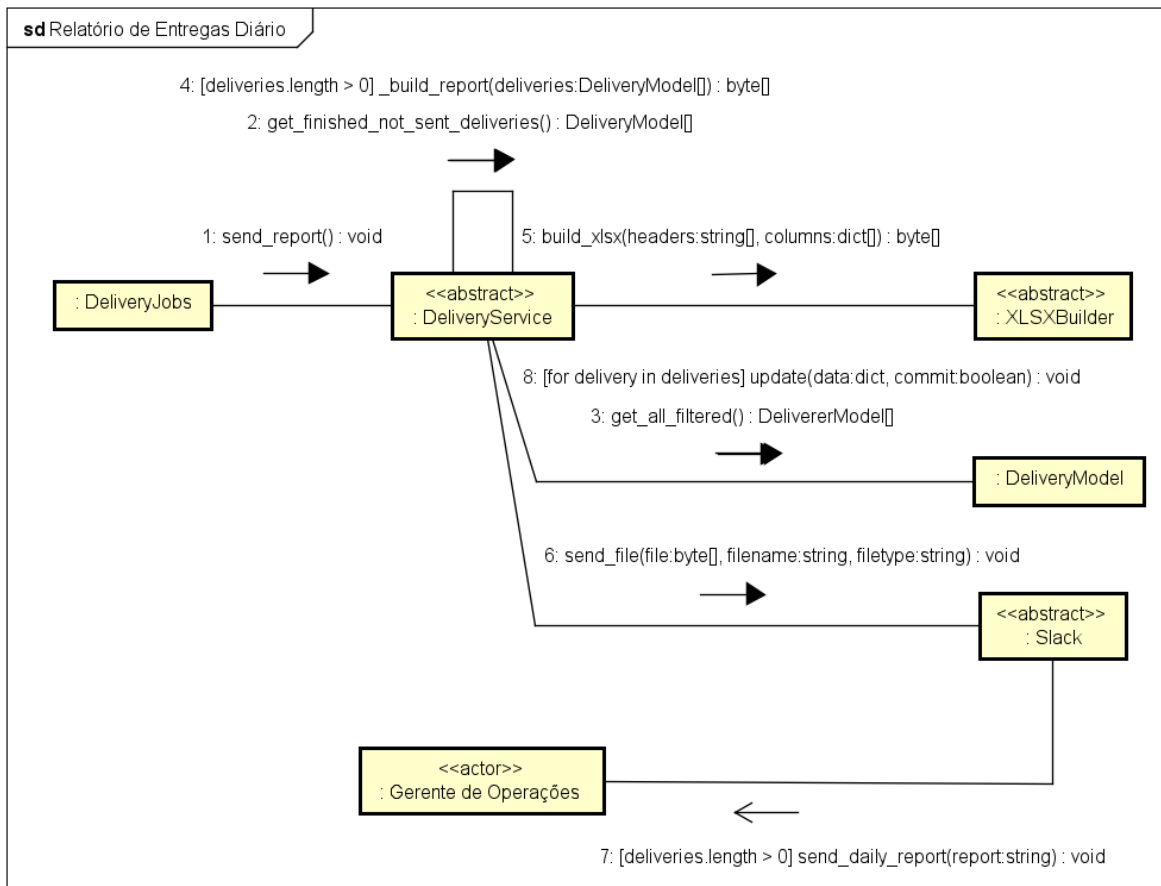 sd Relatório de Entregas Diário
4: [deliveries.length > 0] _build_report(deliveries:DeliveryModel[]) : byte[]
2: get_finished_not_sent_deliveries() : DeliveryModel[]
1: send_report() : void
5: build_xlsx(headers:string[], columns:dict[]) : byte[]
: DeliveryJobs
<<abstract>>
: DeliveryService
<<abstract>>
: XLSXBuilder
8: [for delivery in deliveries] update(data:dict, commit:boolean) : void
3: get_all_filtered() : DelivererModel[]
: DeliveryModel
6: send_file(file:byte[], filename:string, filetype:string) : void
<<abstract>>
: Slack
<<actor>>
: Gerente de Operações
7: [deliveries.length > 0] send_daily_report(report:string) : void